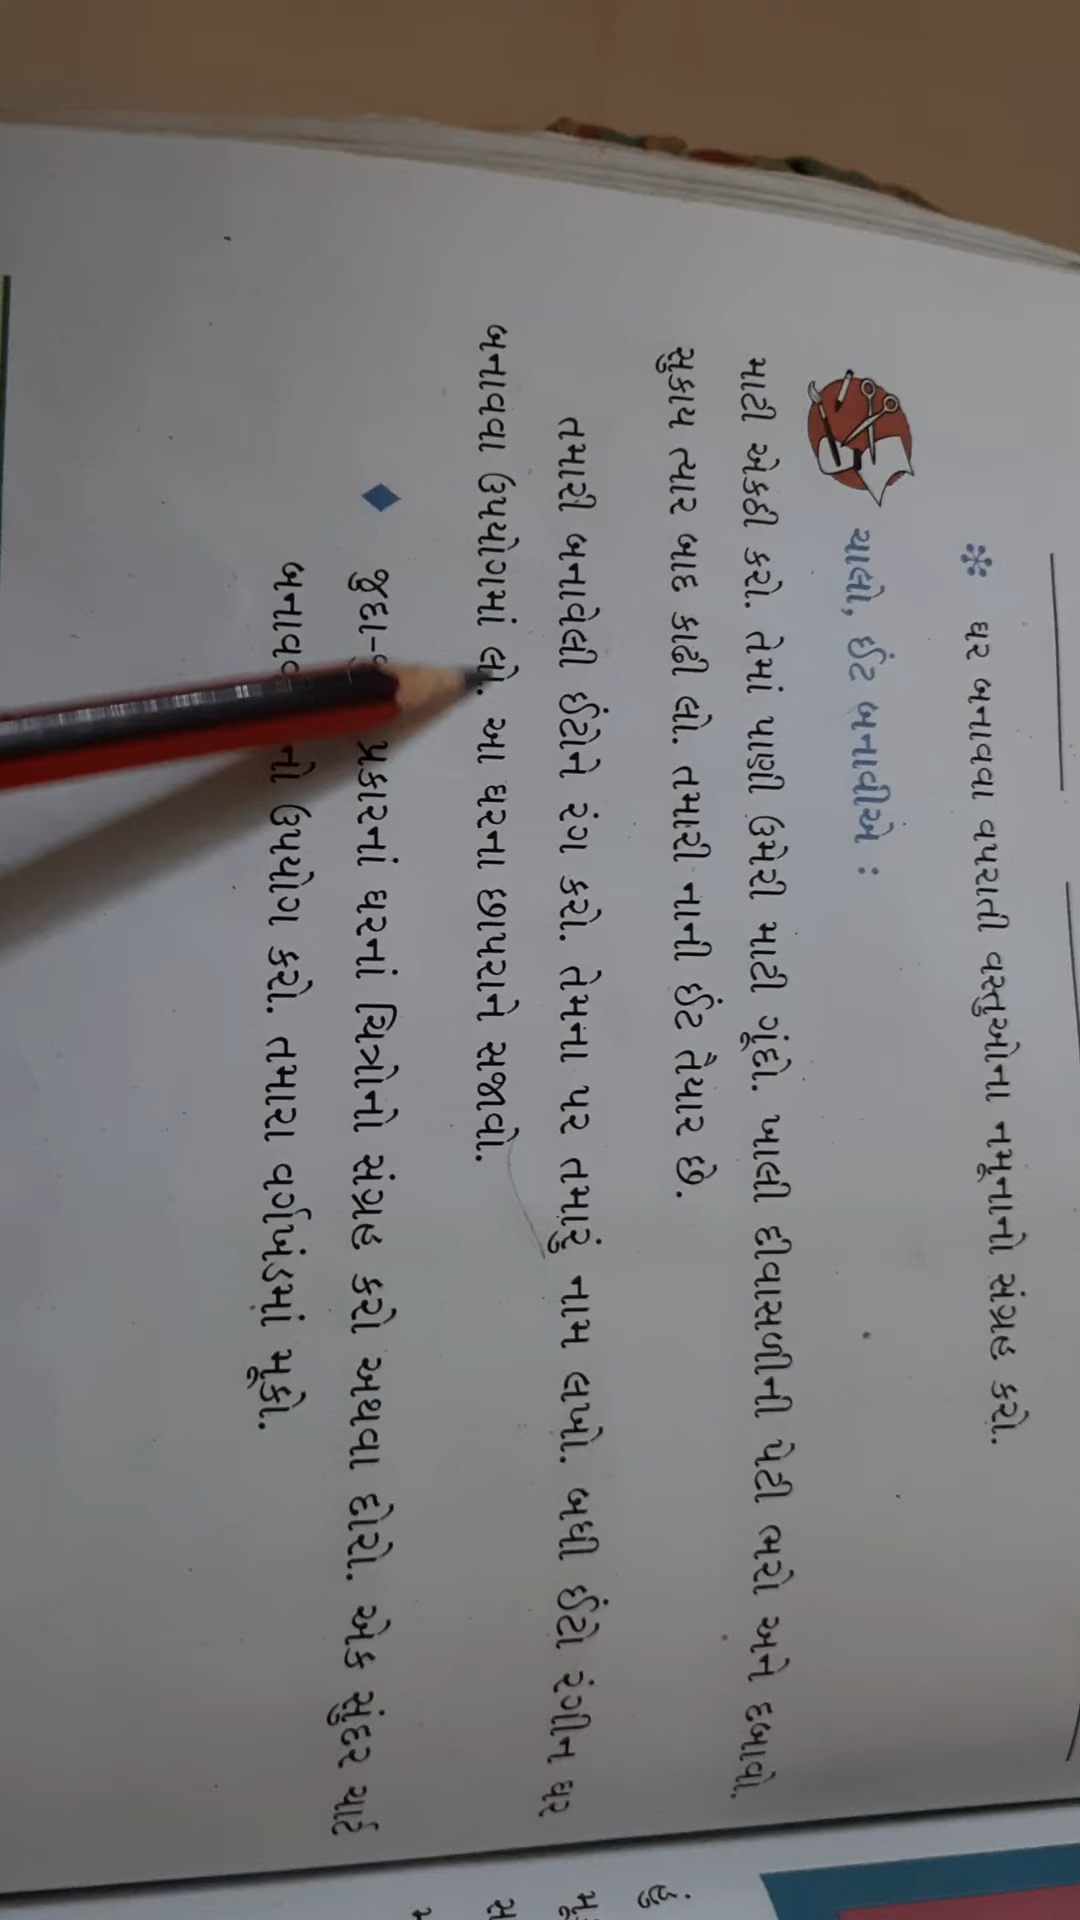 ❇ ઘર બનાવવા વપરાતી વસ્તુઓના નમૂનાનો સંગ્રહ કરો.
ચાલો, ઈંટ બનાવીએ :
માટી એકઠી કરો. તેમાં પાણી ઉમેરી માટી ગૂંદો. ખાલી દીવાસળીની પેટી ભરો અને દબાવો.
સુકાય ત્યાર બાદ કાઢી લો. તમારી નાની ઈંટ તૈયાર છે.
તમારી બનાવેલી ઈંટોને રંગ કરો. તેમના પર તમારું નામ લખો. બધી ઈંટો રંગીન ઘર
બનાવવા ઉપયોગમાં લો. આ ઘરના છાપરાને સજાવો.
◆ જુદા- પ્રકારનાં ઘરનાં ચિત્રોનો સંગ્રહ કરો અથવા દોરો. એક સુંદર ચાર્ટ
ઉપયોગ કરો. તમારા વર્ગખંડમાં મૂકો.